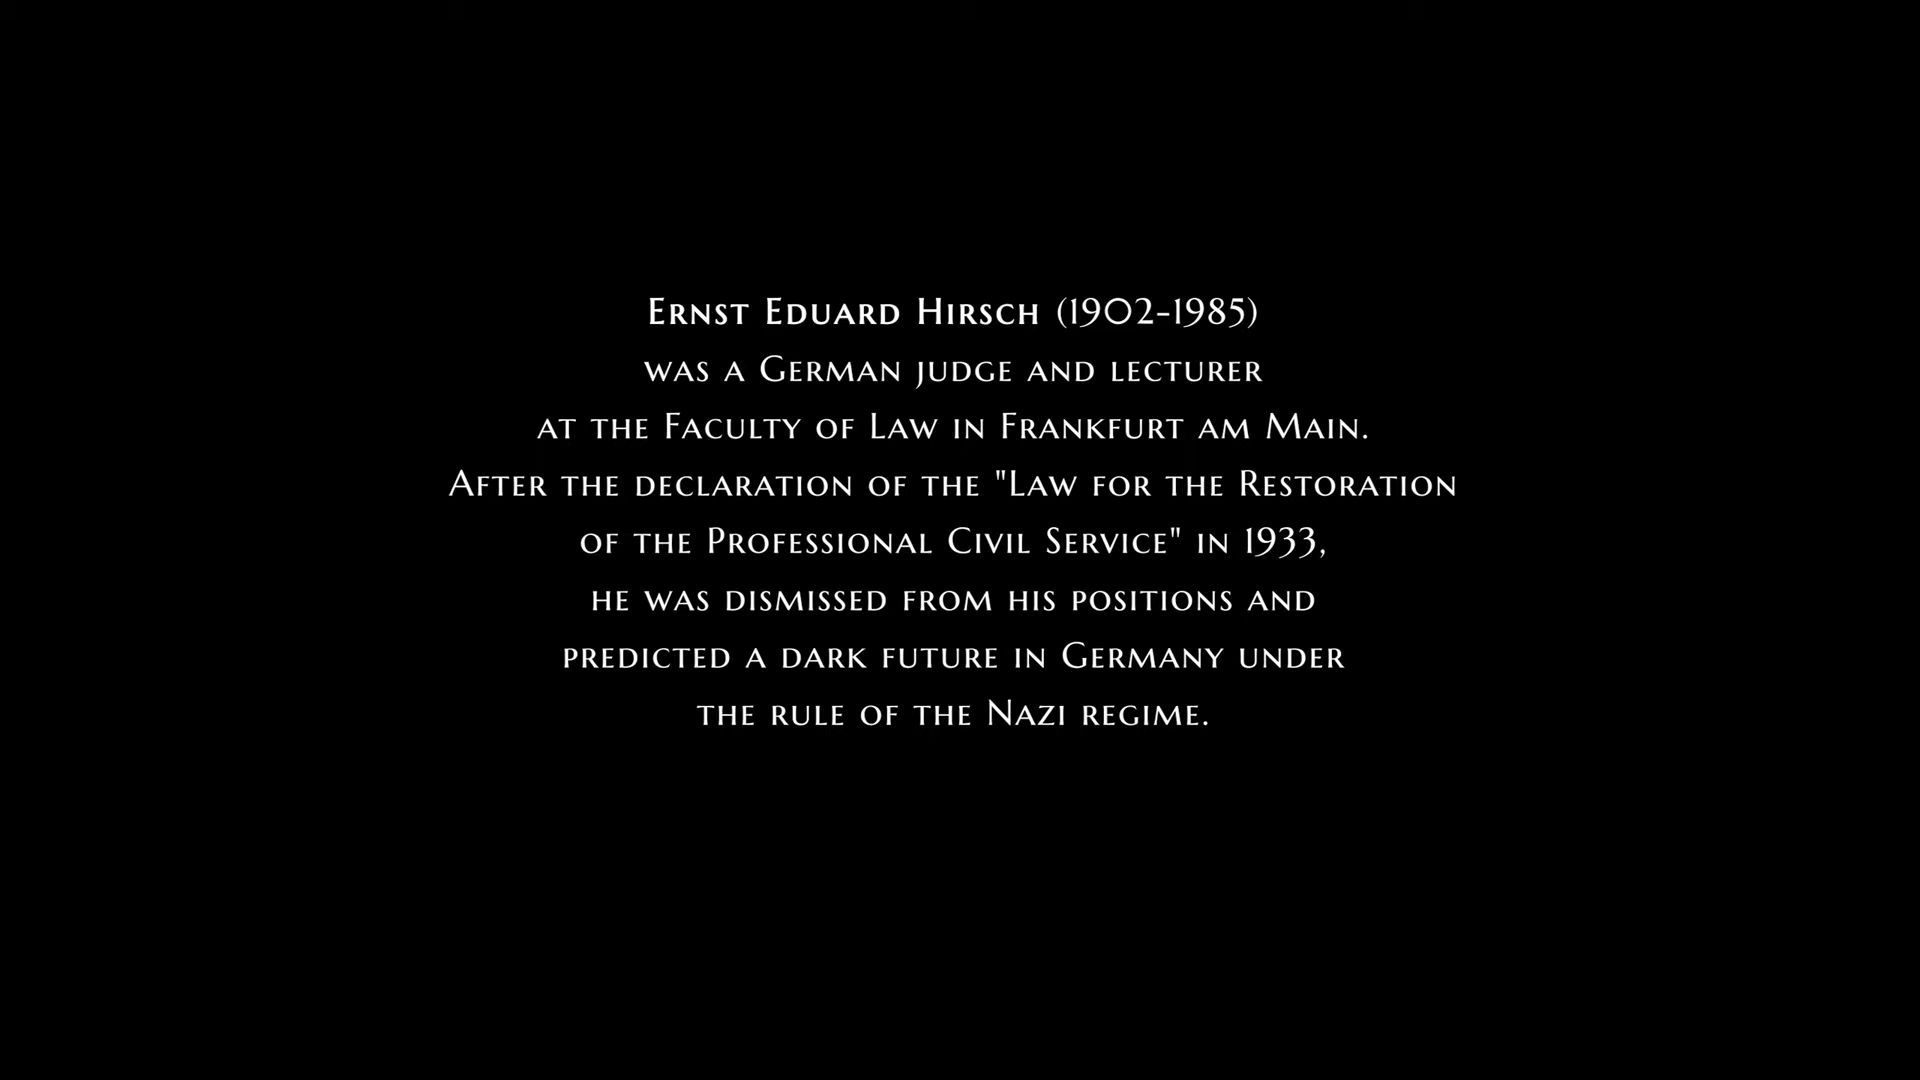 Ernst Eduard Hirsch (1902-1985)
was a German judge and lecturer
at the Faculty of Law in Frankfurt am Main.
After the declaration of the "Law for the Restoration
of the Professional Civil Service" in 1933,
he was dismissed from his positions and
predicted a dark future in Germany under
the rule of the Nazi regime.